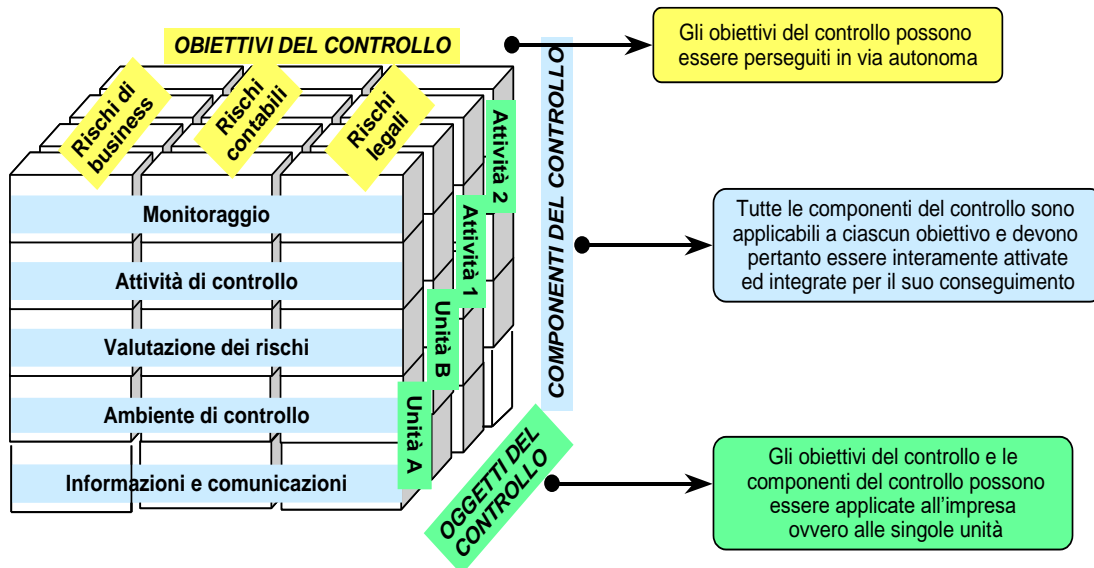 OBIETTIVI DEL CONTROLLO
Gli obiettivi del controllo possono
essere perseguiti in via autonoma
Rischi di
business
Rischi
contabili
Rischi
legali
Monitoraggio
Attività di controllo
Valutazione dei rischi
Ambiente di controllo
Informazioni e comunicazioni
Unità A
Unità B
Attività 1
Attività 2
COMPONENTI DEL CONTROLLO
Tutte le componenti del controllo sono
applicabili a ciascun obiettivo e devono
pertanto essere interamente attivate
ed integrate per il suo conseguimento
OGGETTI DEL
CONTROLLO
Gli obiettivi del controllo e le
componenti del controllo possono
essere applicate all’impresa
ovvero alle singole unità